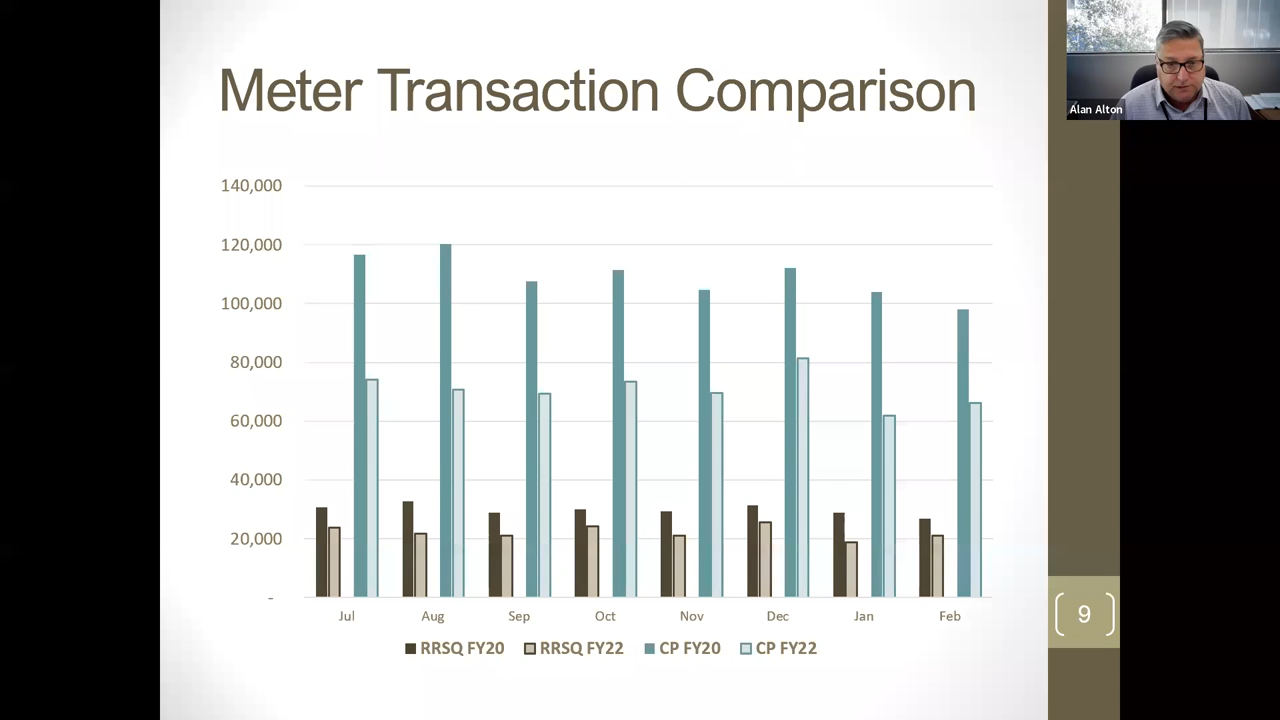 Meter Transaction Comparison
Alan Alton
140,000
120,000
100,000
80,000
60,000
40,000
20,000
-
Jul Aug Sep Oct Nov Dec Jan Feb
RRSQ FY20 RRSQ FY22 CP FY20 CP FY22
9